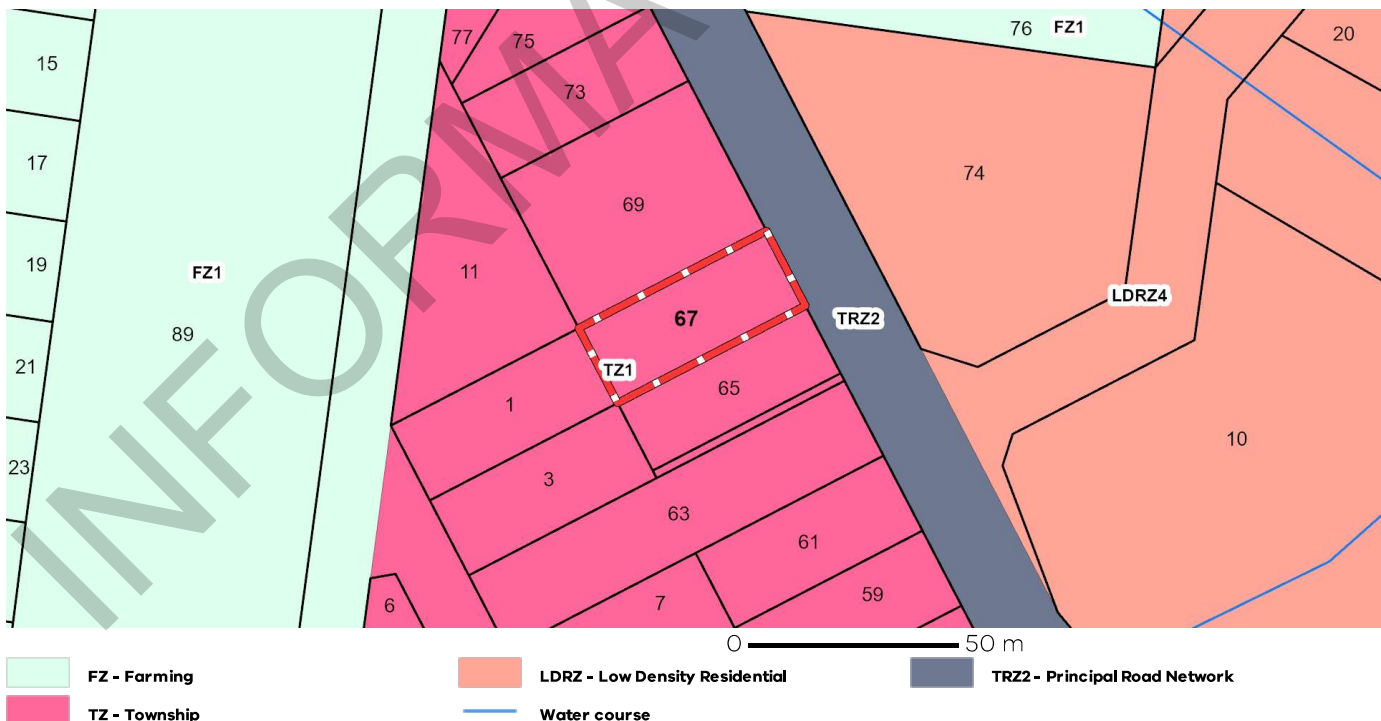 77
75
76
FZ1
20
15
73
17
74
69
19
FZ1
11
LDRZ4
89
67
TRZ2
21
TZ1
65
1
10
23
3
63
61
6
7
59
INFORMA
0 50 m
FZ - Farming
LDRZ - Low Density Residential
TRZ2 - Principal Road Network
TZ - Township
Water course